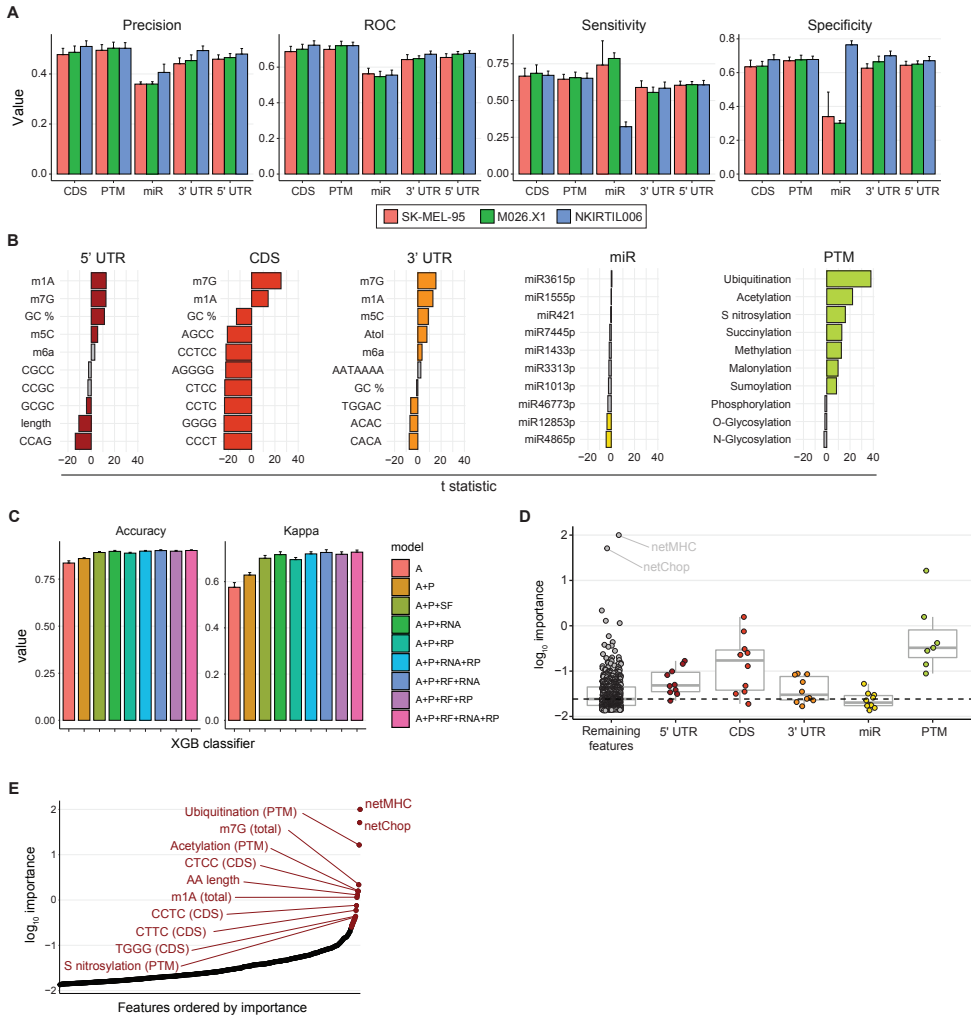 A
Precision
ROC
Sensitivity
Specificity
Value
0.4
0.2
0.0
0.6
0.4
0.2
0.0
0.75
0.50
0.25
0.00
0.6
0.4
0.2
0.0
CDS PTM miR 3' UTR 5' UTR
CDS PTM miR 3' UTR 5' UTR
CDS PTM miR 3' UTR 5' UTR
CDS PTM miR 3' UTR 5' UTR
SK-MEL-95 M026.X1 NKIRTIL006
B
5' UTR
m1A
m7G
GC %
m5C
m6a
CGCC
CCGC
GCGC
length
CCAG
−20 0 20 40
CDS
m7G
m1A
GC %
AGCC
CCTCC
AGGGG
CTCC
CCTC
GGGG
CCCT
−20 0 20 40
3' UTR
m7G
m1A
m5C
AtoI
m6a
AATAAAA
GC %
TGGAC
ACAC
CACA
−20 0 20 40
miR
miR3615p
miR1555p
miR421
miR7445p
miR1433p
miR3313p
miR1013p
miR46773p
miR12853p
miR4865p
−20 0 20 40
PTM
Ubiquitination
Acetylation
S nitrosylation
Succinylation
Methylation
Malonylation
Sumoylation
Phosphorylation
O-Glycosylation
N-Glycosylation
−20 0 20 40
t statistic
C
Accuracy
Kappa
value
0.75
0.50
0.25
0.00
0.6
0.4
0.2
0.0
XGB classifier
model
A
A+P
A+P+SF
A+P+RNA
A+P+RP
A+P+RNA+RP
A+P+RF+RNA
A+P+RF+RP
A+P+RF+RNA+RP
D
log10 importance
2
1
0
−1
−2
netMHC
netChop
Remaining
features
5' UTR
CDS
3' UTR
miR
PTM
E
log10 importance
2
1
0
−1
−2
netMHC
netChop
Ubiquitination (PTM)
m7G (total)
Acetylation (PTM)
CTCC (CDS)
AA length
m1A (total)
CCTC (CDS)
CTTC (CDS)
TGGG (CDS)
S nitrosylation (PTM)
Features ordered by importance